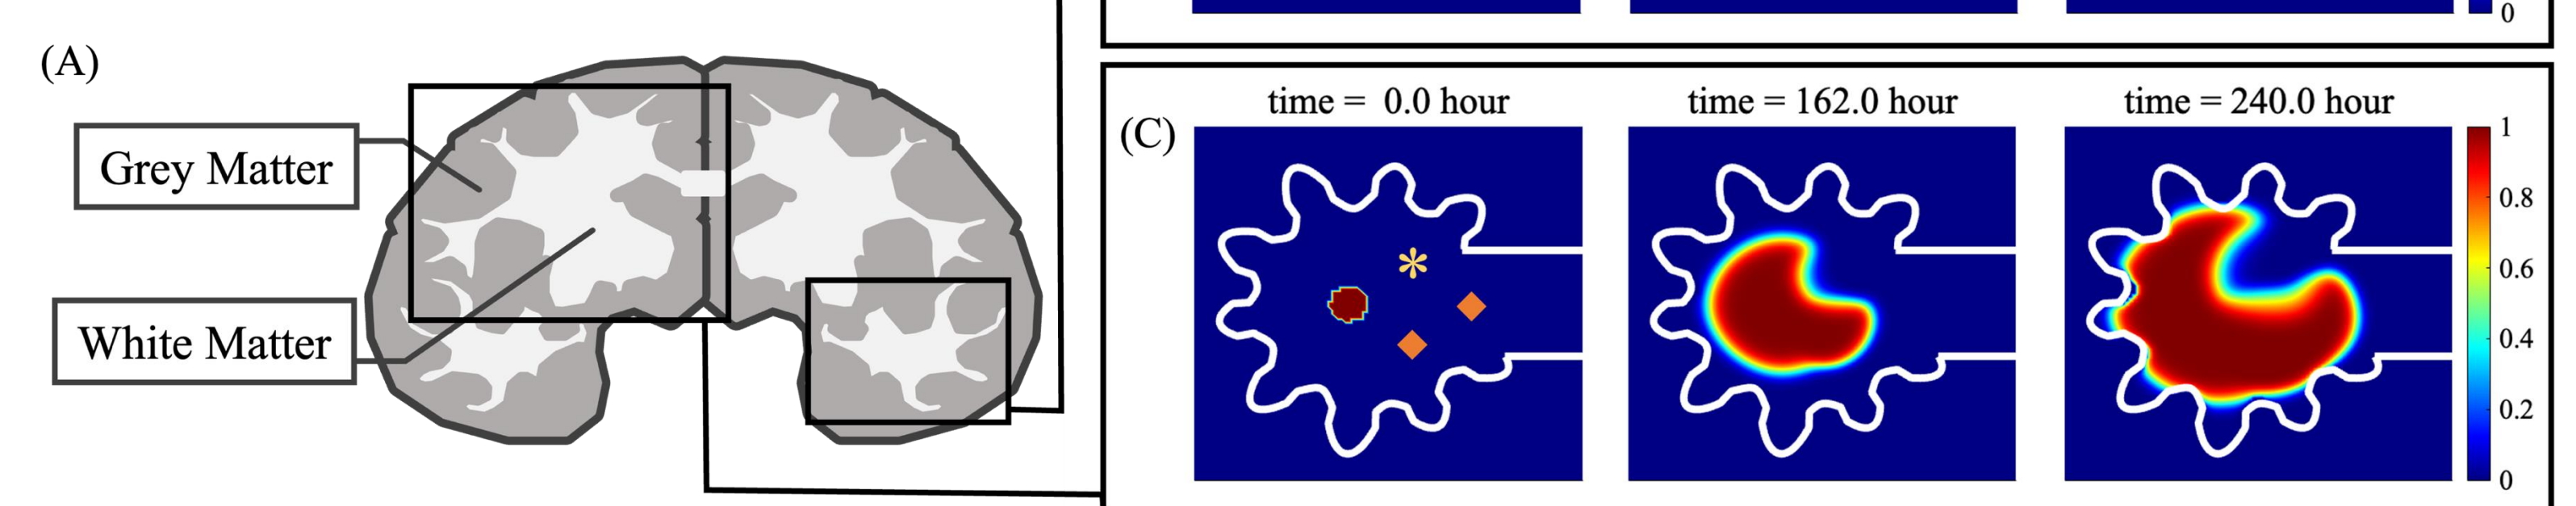 (A)
Grey Matter
White Matter
0
(C)
time = 0.0 hour
time = 162.0 hour
time = 240.0 hour
1
0.8
0.6
0.4
0.2
0